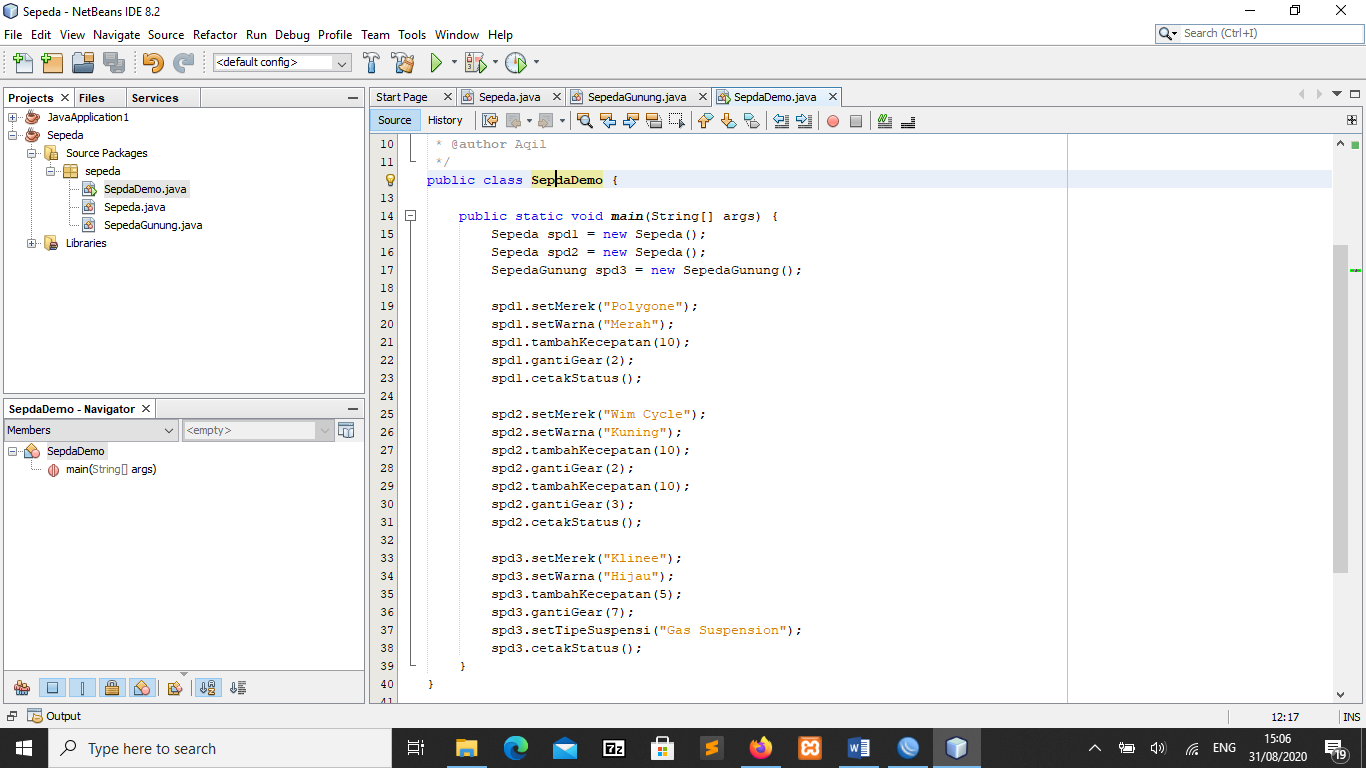 Sepeda - NetBeans IDE 8.2
File Edit View Navigate Source Refactor Run Debug Profile Team Tools Window Help
Search (Ctrl+I)
<default config>
Projects Files Services
JavaApplication1
Sepeda
Source Packages
sepeda
SepdaDemo.java
Sepeda.java
SepedaGunung.java
Libraries
SepdaDemo - Navigator
Members <empty>
SepdaDemo
main(String[] args)
Start Page Sepeda.java SepedaGunung.java SepdaDemo.java
Source History
10 * @author Aqil
11 */
public class SepdaDemo {
13
14 public static void main(String[] args) {
15 Sepeda spd1 = new Sepeda();
16 Sepeda spd2 = new Sepeda();
17 SepedaGunung spd3 = new SepedaGunung();
18
19 spd1.setMerek("Polygone");
20 spd1.setWarna("Merah");
21 spd1.tambahKecepatan(10);
22 spd1.gantiGear(2);
23 spd1.cetakStatus();
24
25 spd2.setMerek("Wim Cycle");
26 spd2.setWarna("Kuning");
27 spd2.tambahKecepatan(10);
28 spd2.gantiGear(2);
29 spd2.tambahKecepatan(10);
30 spd2.gantiGear(3);
31 spd2.cetakStatus();
32
33 spd3.setMerek("Klinee");
34 spd3.setWarna("Hijau");
35 spd3.tambahKecepatan(5);
36 spd3.gantiGear(7);
37 spd3.setTipeSuspensi("Gas Suspension");
38 spd3.cetakStatus();
39 }
40 }
41
Output
12:17 INS
Type here to search
7z
ENG
15:06
31/08/2020
19